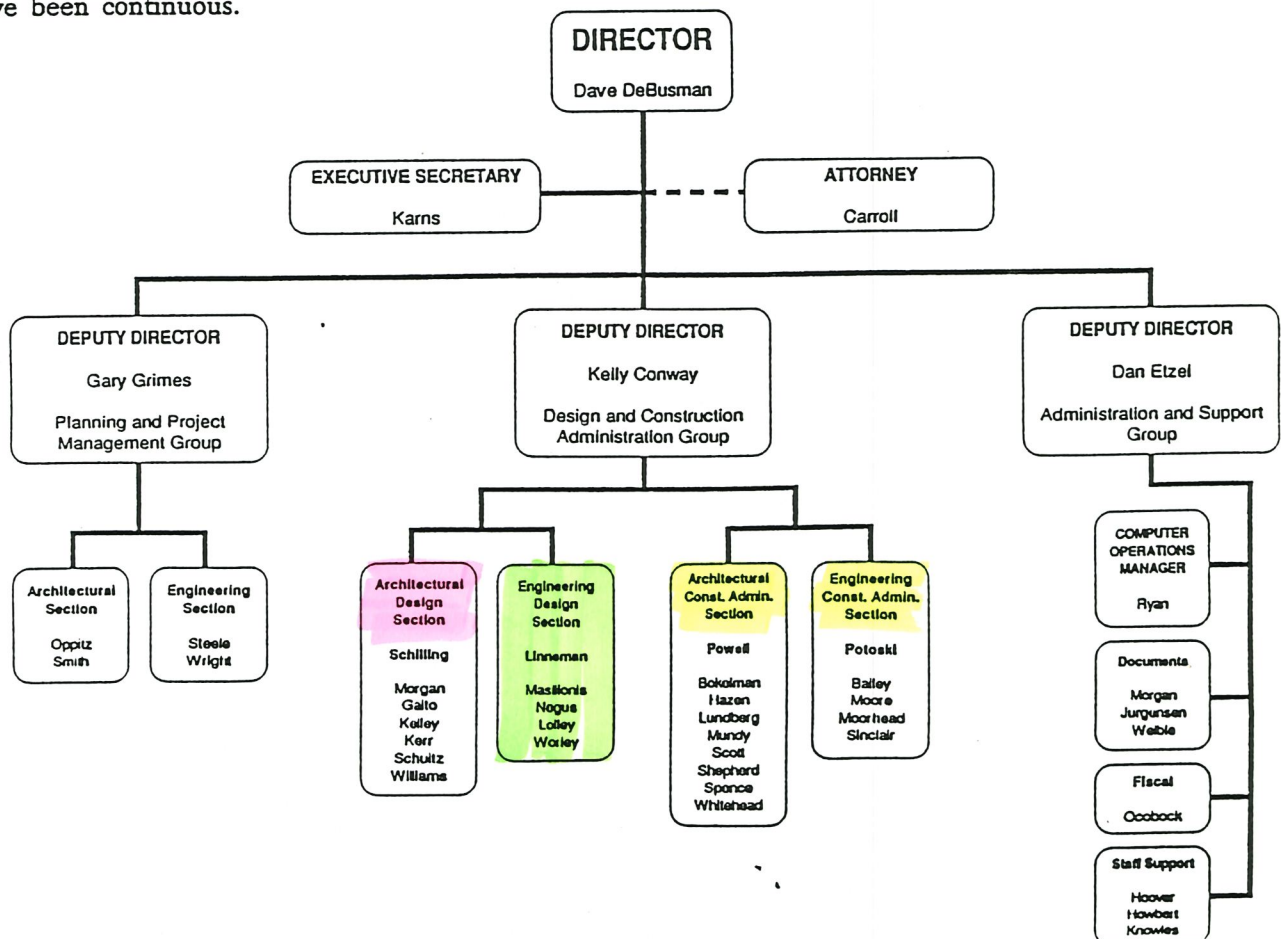 ve been continuous.
DIRECTOR
Dave DeBusman
EXECUTIVE SECRETARY
Karns
ATTORNEY
Carroll
DEPUTY DIRECTOR
Gary Grimes
Planning and Project
Management Group
DEPUTY DIRECTOR
Kelly Conway
Design and Construction
Administration Group
DEPUTY DIRECTOR
Dan Etzel
Administration and Support
Group
Architectural
Section
Oppitz
Smith
Engineering
Section
Steele
Wright
Architectural
Design
Section
Schilling
Morgan
Galto
Kelley
Kerr
Schultz
Williams
Engineering
Design
Section
Linneman
Masilionis
Nogus
Lolley
Worley
Architectural
Const. Admin.
Section
Powell
Bokelman
Hazen
Lundberg
Mundy
Scott
Shepherd
Spence
Whitehead
Engineering
Const. Admin.
Section
Potoski
Bailey
Moore
Moorhead
Sinclair
COMPUTER
OPERATIONS
MANAGER
Ryan
Documents
Morgan
Jurgunsen
Welble
Fiscal
Ocobock
Staff Support
Hoover
Howbert
Knowles